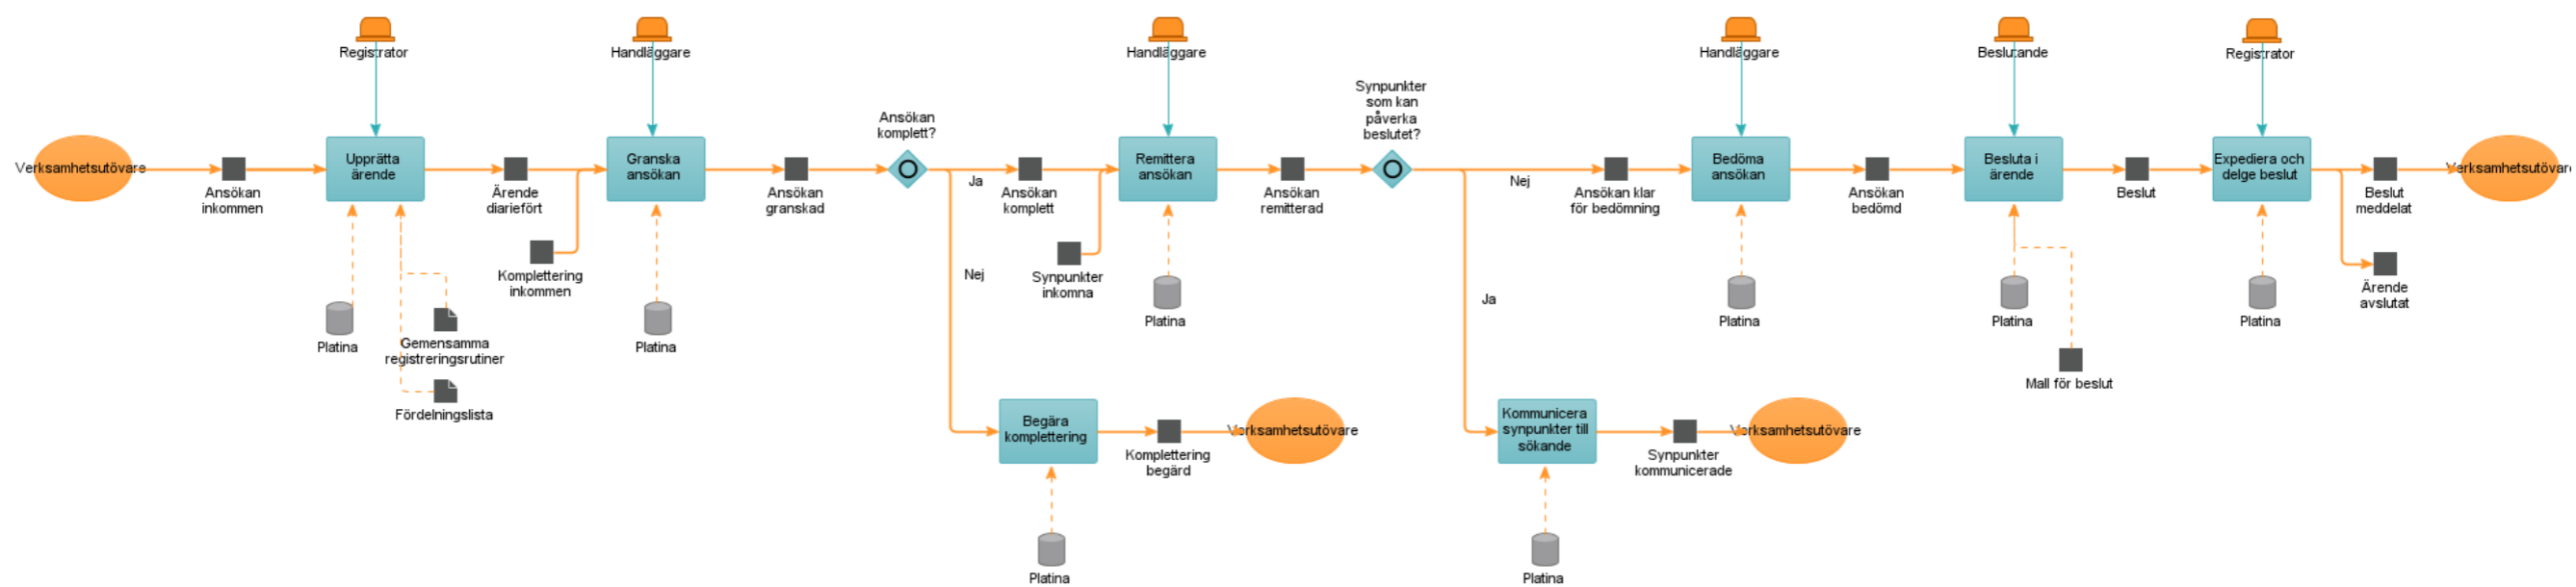 Registrator
Handläggare
Handläggare
Handläggare
Beslutande
Registrator
Synpunkter
som kan
påverka
beslutet?
Ansökan
komplett?
Verksamhetsutövare
Ansökan
inkommen
Upprätta
ärende
Ärende
diariefört
Granska
ansökan
Ansökan
granskad
Ja
Ansökan
komplett
Remittera
ansökan
Ansökan
remitterad
Nej
Ansökan klar
för bedömning
Bedöma
ansökan
Ansökan
bedömd
Besluta i
ärende
Beslut
Expediera och
delge beslut
Beslut
meddelat
Verksamhetsutövare
Komplettering
inkommen
Nej
Synpunkter
inkomna
Ja
Ärende
avslutat
Platina
Gemensamma
registreringsrutiner
Fördelningslista
Platina
Platina
Platina
Platina
Mall för beslut
Platina
Begära
komplettering
Komplettering
begärd
Verksamhetsutövare
Kommunicera
synpunkter till
sökande
Synpunkter
kommunicerade
Verksamhetsutövare
Platina
Platina